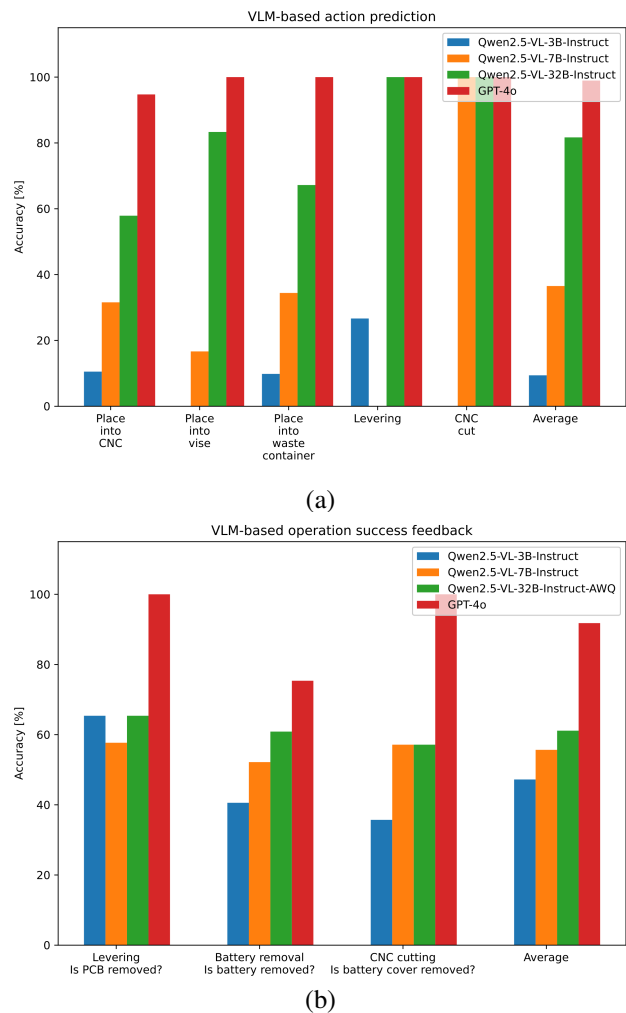 VLM-based action prediction
Qwen2.5-VL-3B-Instruct
Qwen2.5-VL-7B-Instruct
Qwen2.5-VL-32B-Instruct
GPT-4o
Accuracy [%]
100
80
60
40
20
0
Place
into
CNC
Place
into
vise
Place
into
waste
container
Levering
CNC
cut
Average
(a)
VLM-based operation success feedback
Qwen2.5-VL-3B-Instruct
Qwen2.5-VL-7B-Instruct
Qwen2.5-VL-32B-Instruct-AWQ
GPT-4o
Accuracy [%]
100
80
60
40
20
0
Levering
Is PCB removed?
Battery removal
Is battery removed?
CNC cutting
Is battery cover removed?
Average
(b)